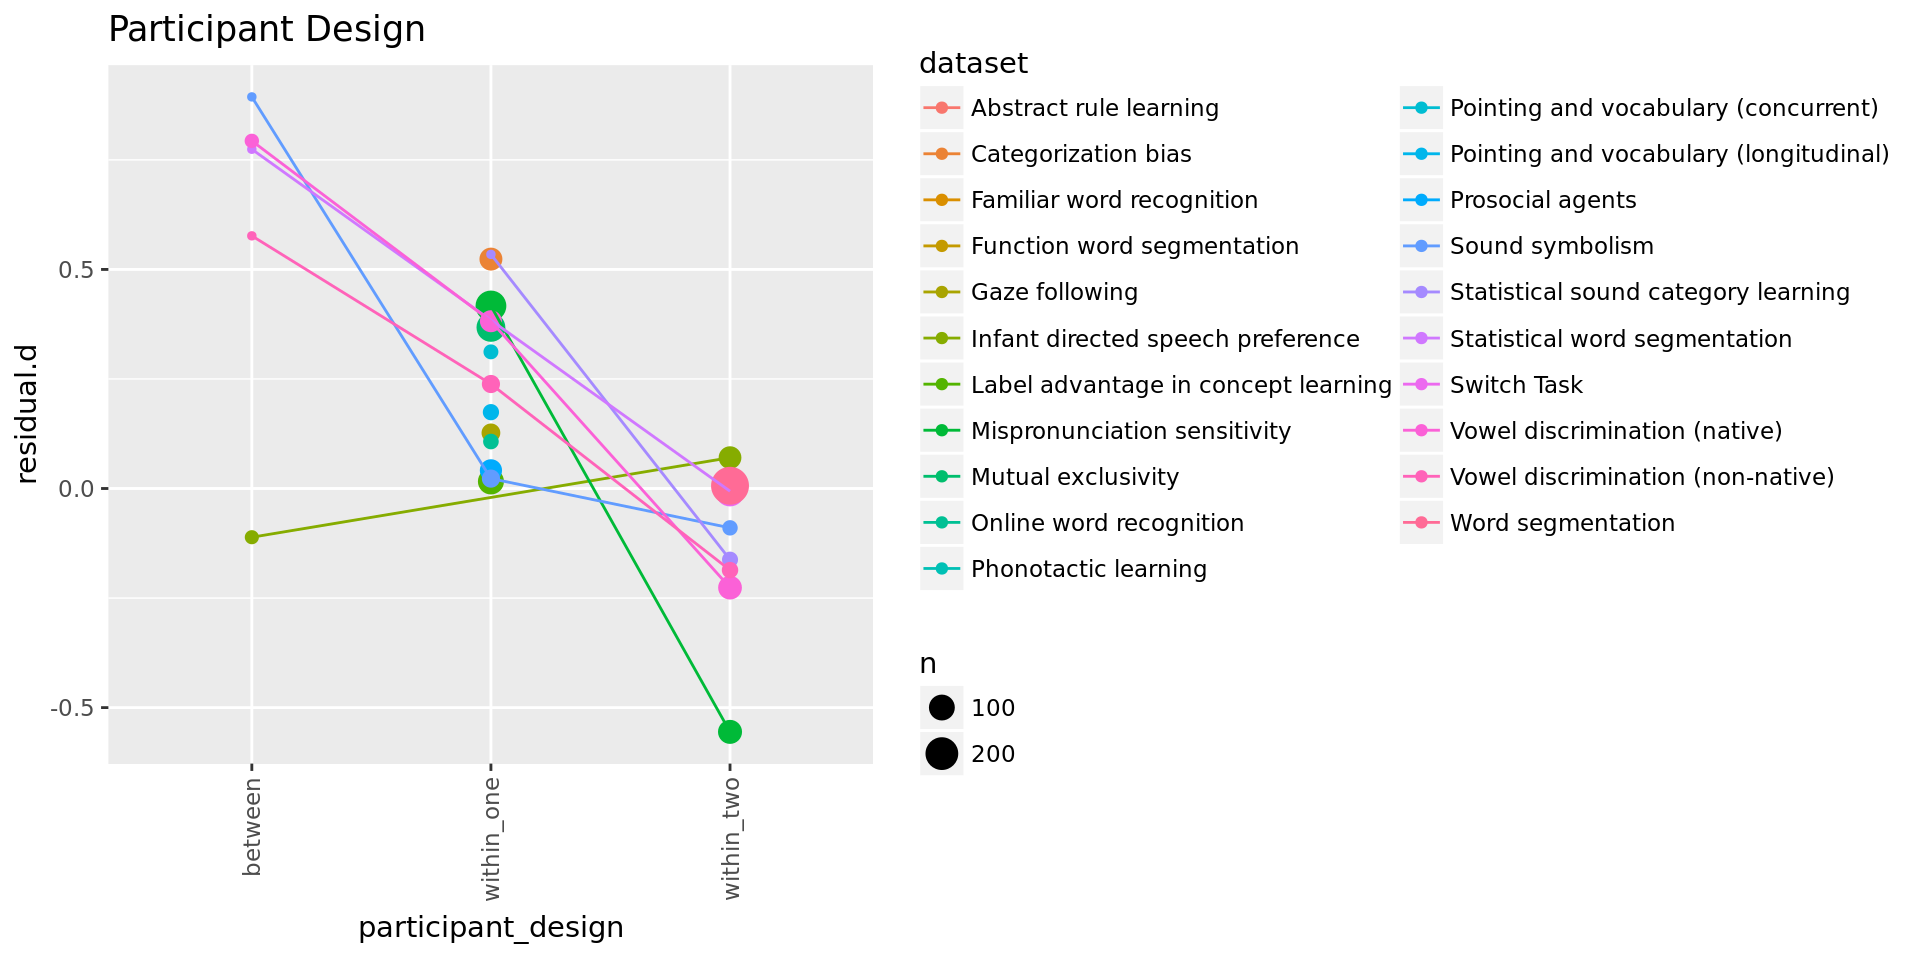 Participant Design
residual.d
0.5
0.0
-0.5
between
within_one
within_two
participant_design
dataset
Abstract rule learning
Categorization bias
Familiar word recognition
Function word segmentation
Gaze following
Infant directed speech preference
Label advantage in concept learning
Mispronunciation sensitivity
Mutual exclusivity
Online word recognition
Phonotactic learning
Pointing and vocabulary (concurrent)
Pointing and vocabulary (longitudinal)
Prosocial agents
Sound symbolism
Statistical sound category learning
Statistical word segmentation
Switch Task
Vowel discrimination (native)
Vowel discrimination (non-native)
Word segmentation
n
100
200